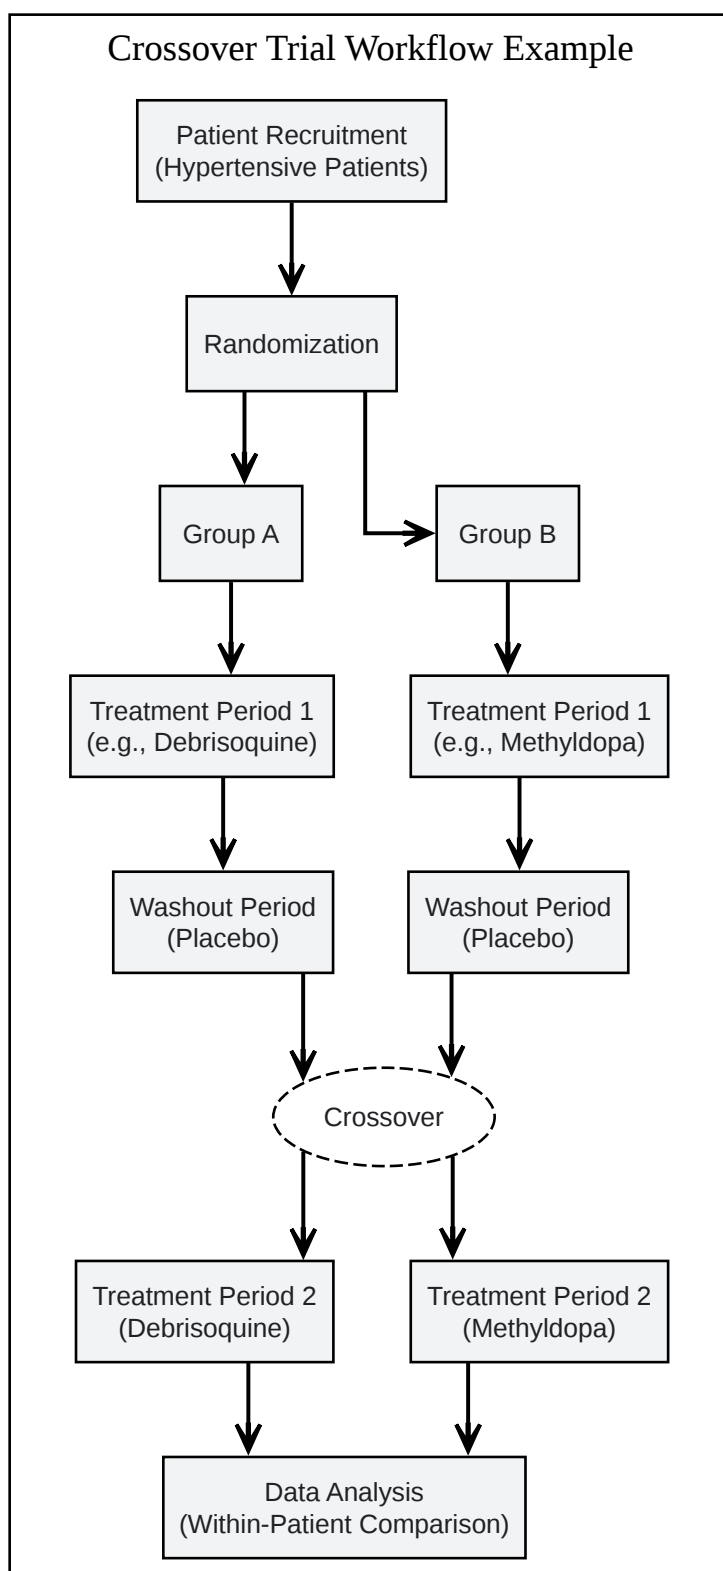 Crossover Trial Workflow Example
Patient Recruitment
(Hypertensive Patients)
Randomization
Group A
Group B
Treatment Period 1
(e.g., Debrisoquine)
Treatment Period 1
(e.g., Methyldopa)
Washout Period
(Placebo)
Washout Period
(Placebo)
Crossover
Treatment Period 2
(Debrisoquine)
Treatment Period 2
(Methyldopa)
Data Analysis
(Within-Patient Comparison)